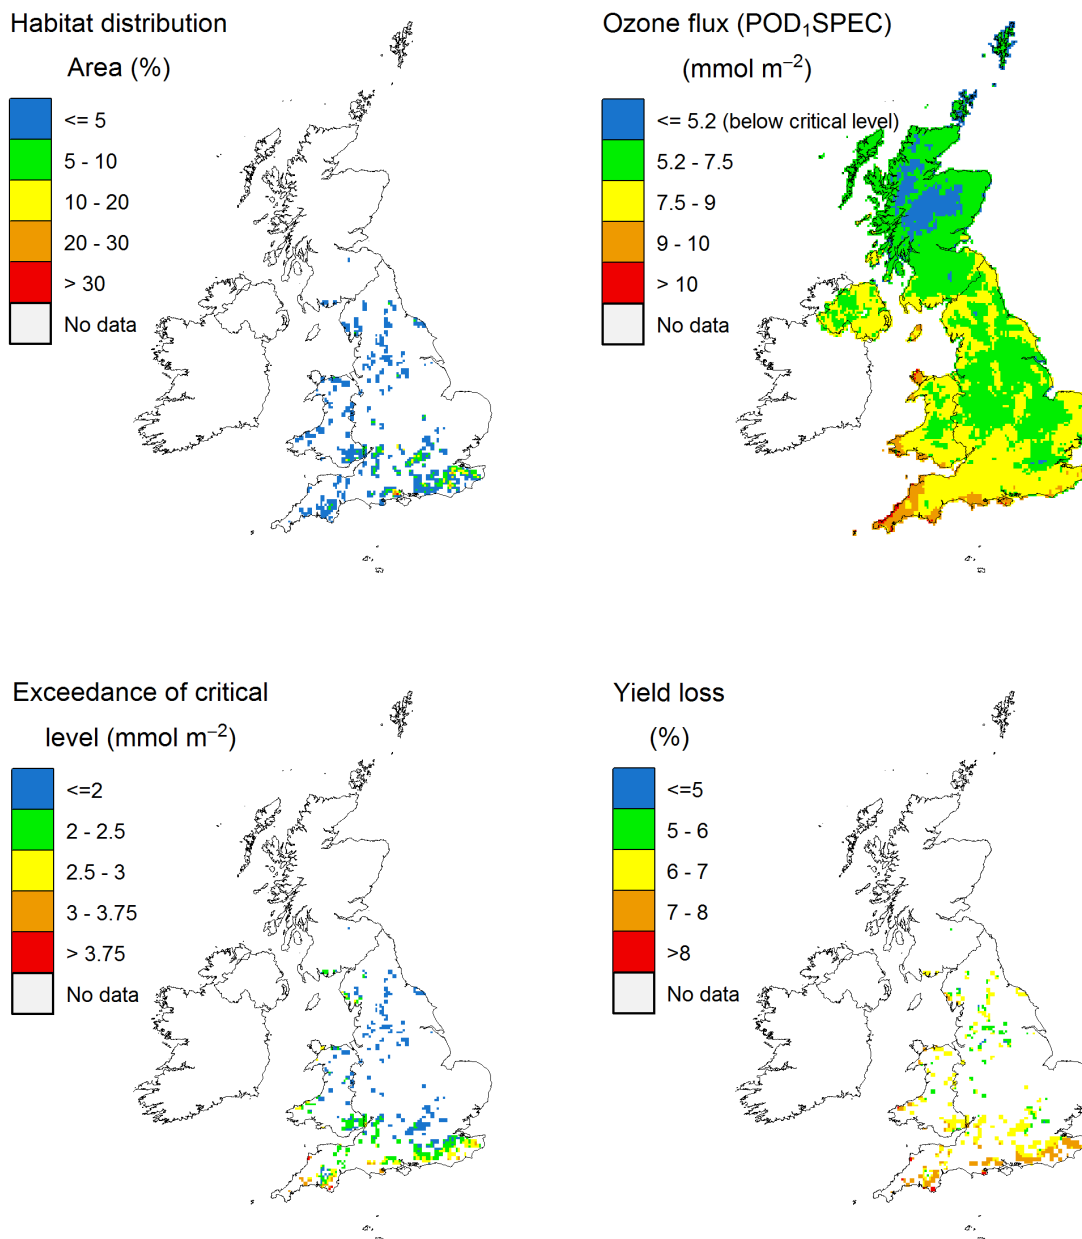 Habitat distribution
Area (%)
<= 5
5 - 10
10 - 20
20 - 30
> 30
No data
Ozone flux (POD₁SPEC)
(mmol m⁻²)
<= 5.2 (below critical level)
5.2 - 7.5
7.5 - 9
9 - 10
> 10
No data
Exceedance of critical
level (mmol m⁻²)
<=2
2 - 2.5
2.5 - 3
3 - 3.75
> 3.75
No data
Yield loss
(%)
<=5
5 - 6
6 - 7
7 - 8
>8
No data